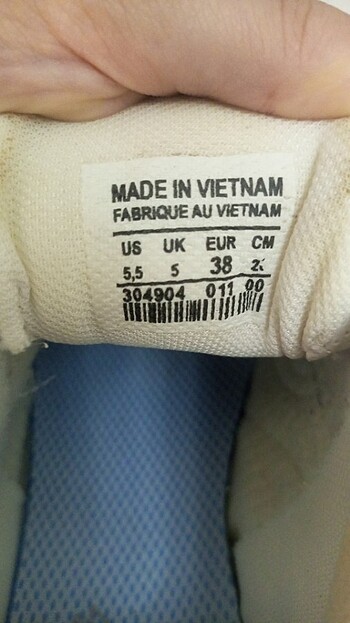 MADE IN VIETNAM
FABRIQUE AU VIETNAM
US UK EUR CM
5,5 5 38
304904 011 00